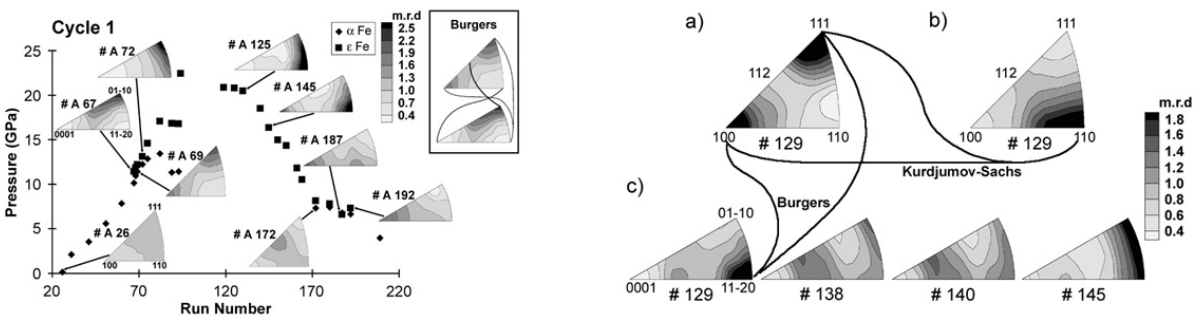 Cycle 1
m.r.d
2.5
1.9
1.6
1.3
1.0
0.7
0.4
α Fe
ε Fe
Burgers
# A 72
# A 125
# A 145
# A 67
01-10
0001
11-20
# A 69
# A 187
# A 192
# A 26
111
100
110
# A 172
Pressure (GPa)
25
20
15
10
5
0
20
70
120
170
220
Run Number
a)
111
112
100
110
# 129
b)
111
112
100
110
# 129
Kurdjumov-Sachs
Burgers
m.r.d
1.8
1.6
1.4
1.2
1.0
0.8
0.6
0.4
c)
01-10
0001
11-20
# 129
# 138
# 140
# 145